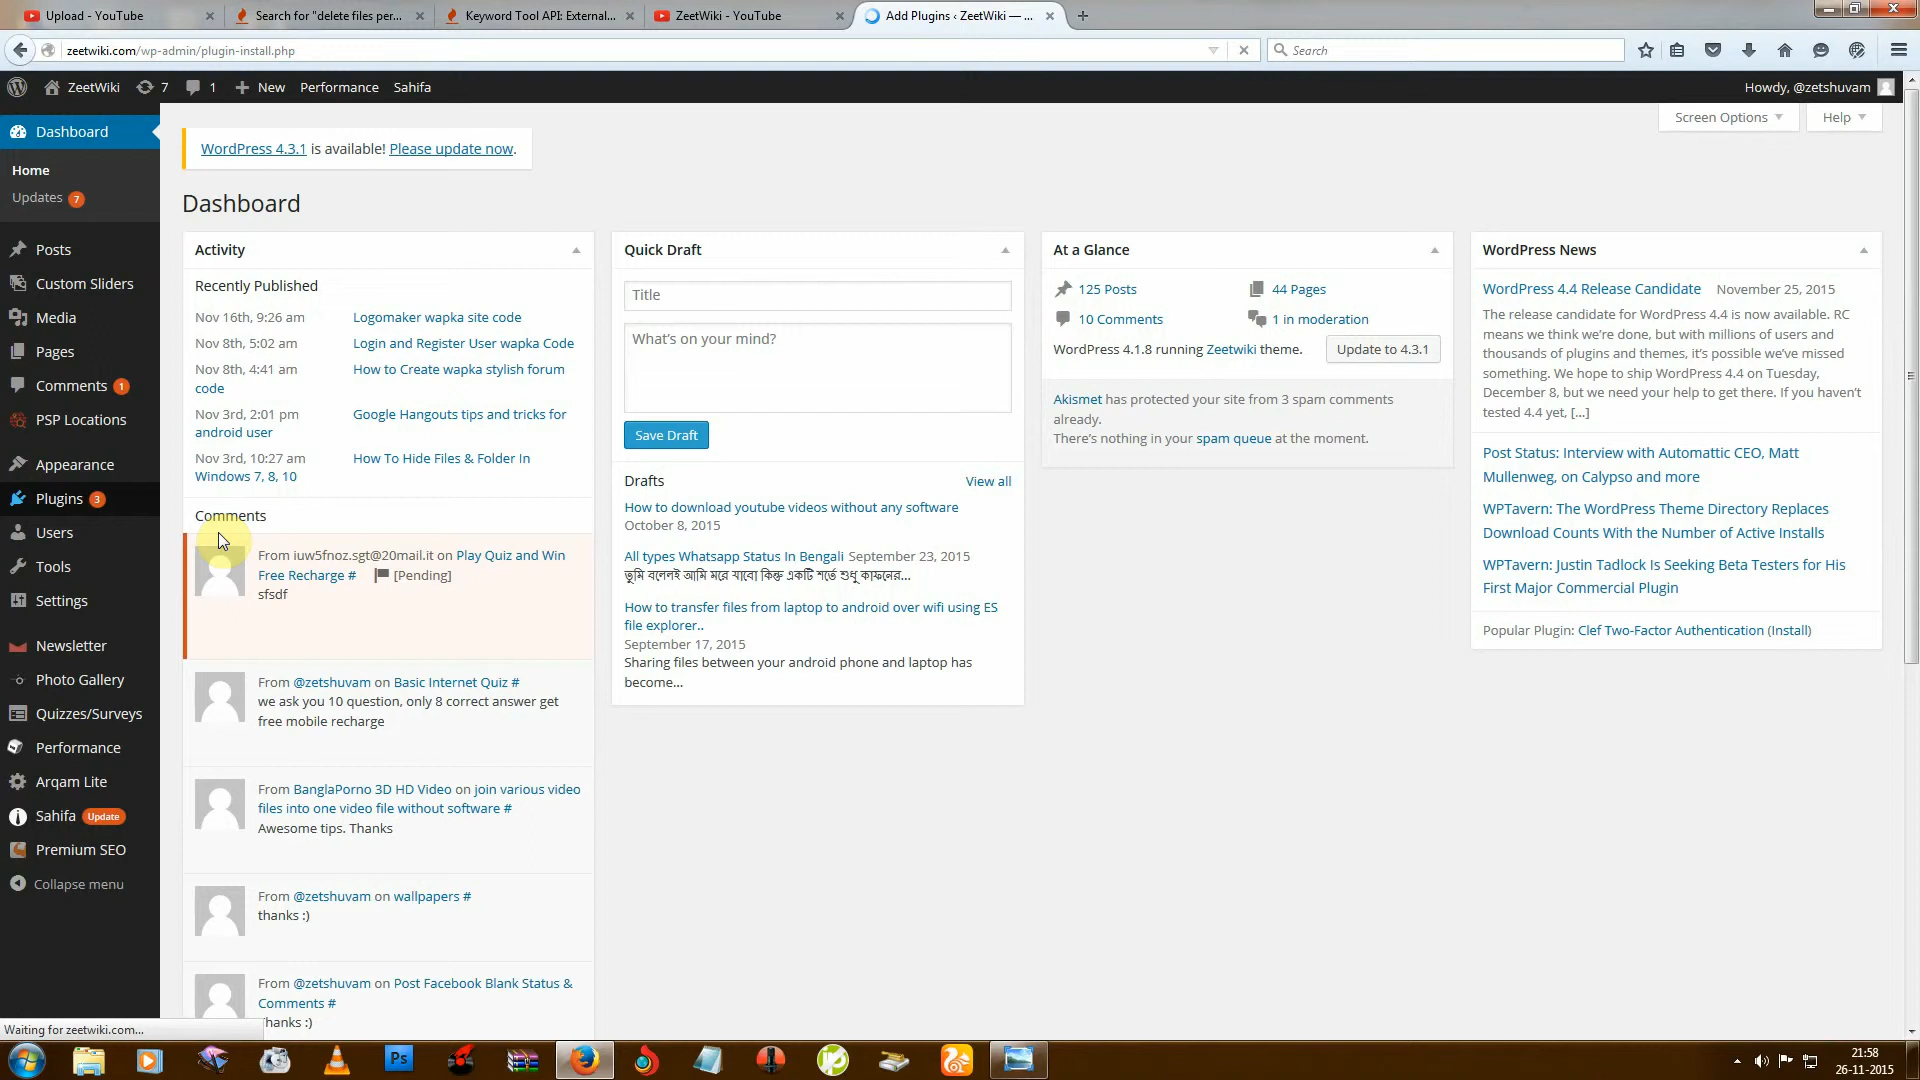 Upload - YouTube
Search for "delete files per...
Keyword Tool API: External...
ZeetWiki - YouTube
Add Plugins ‹ ZeetWiki — ...
zeetwiki.com/wp-admin/plugin-install.php
Search
ZeetWiki
7
1
New
Performance
Sahifa
Howdy, @zetshuvam
Screen Options
Help
Dashboard
Home
Updates 7
Posts
Custom Sliders
Media
Pages
Comments 1
PSP Locations
Appearance
Plugins 3
Users
Tools
Settings
Newsletter
Photo Gallery
Quizzes/Surveys
Performance
Arqam Lite
Sahifa Update
Premium SEO
Collapse menu
WordPress 4.3.1 is available! Please update now.
Dashboard
Activity
Recently Published
Nov 16th, 9:26 am Logomaker wapka site code
Nov 8th, 5:02 am Login and Register User wapka Code
Nov 8th, 4:41 am How to Create wapka stylish forum
code
Nov 3rd, 2:01 pm Google Hangouts tips and tricks for
android user
Nov 3rd, 10:27 am How To Hide Files & Folder In
Windows 7, 8, 10
Comments
From iuw5fnoz.sgt@20mail.it on Play Quiz and Win
Free Recharge # [Pending]
sfsdf
From @zetshuvam on Basic Internet Quiz #
we ask you 10 question, only 8 correct answer get
free mobile recharge
From BanglaPorno 3D HD Video on join various video
files into one video file without software #
Awesome tips. Thanks
From @zetshuvam on wallpapers #
thanks :)
From @zetshuvam on Post Facebook Blank Status &
Comments #
thanks :)
Quick Draft
Title
What's on your mind?
Save Draft
Drafts
View all
How to download youtube videos without any software
October 8, 2015
All types Whatsapp Status In Bengali September 23, 2015
তুমি বললেই আমি মরে যাবো কিন্তু একটি শর্তে শুধু কাফনের...
How to transfer files from laptop to android over wifi using ES
file explorer..
September 17, 2015
Sharing files between your android phone and laptop has
become...
At a Glance
125 Posts
44 Pages
10 Comments
1 in moderation
WordPress 4.1.8 running Zeetwiki theme.
Update to 4.3.1
Akismet has protected your site from 3 spam comments
already.
There's nothing in your spam queue at the moment.
WordPress News
WordPress 4.4 Release Candidate November 25, 2015
The release candidate for WordPress 4.4 is now available. RC
means we think we're done, but with millions of users and
thousands of plugins and themes, it's possible we've missed
something. We hope to ship WordPress 4.4 on Tuesday,
December 8, but we need your help to get there. If you haven't
tested 4.4 yet, [...]
Post Status: Interview with Automattic CEO, Matt
Mullenweg, on Calypso and more
WPTavern: The WordPress Theme Directory Replaces
Download Counts With the Number of Active Installs
WPTavern: Justin Tadlock Is Seeking Beta Testers for His
First Major Commercial Plugin
Popular Plugin: Clef Two-Factor Authentication (Install)
Waiting for zeetwiki.com...
Ps
21:58
26-11-2015